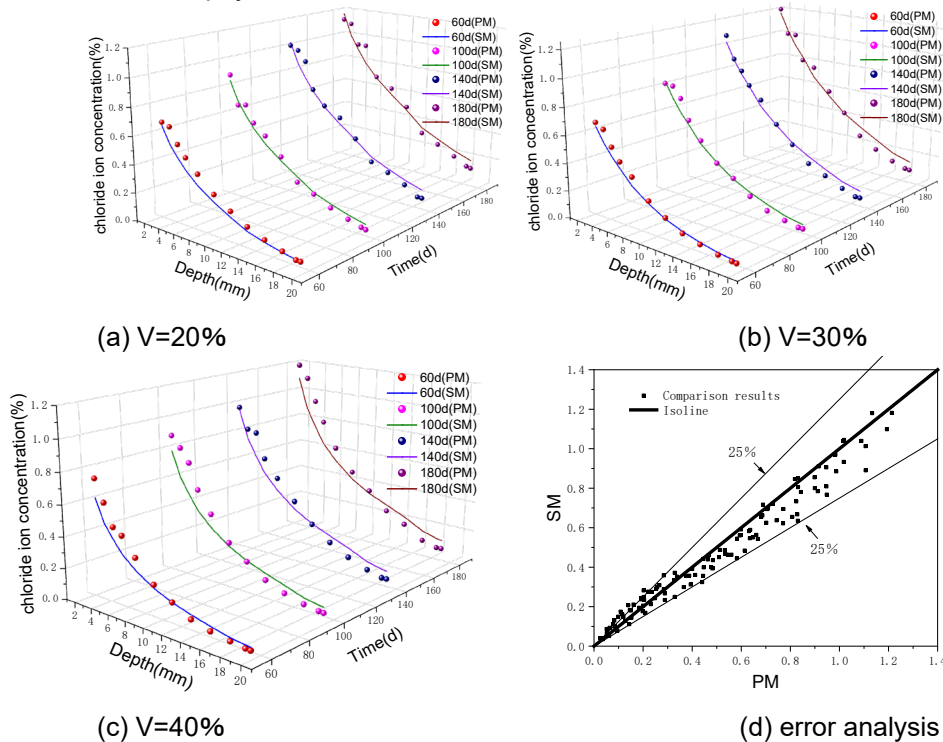 chloride ion concentration(%)
1.2
1.0
0.8
0.6
0.4
0.2
0.0
2
4
6
8
10
12
14
16
18
20
Depth(mm)
60
80
100
120
140
160
180
Time(d)
60d(PM)
60d(SM)
100d(PM)
100d(SM)
140d(PM)
140d(SM)
180d(PM)
180d(SM)
(a) V=20%
chloride ion concentration(%)
1.2
1.0
0.8
0.6
0.4
0.2
0.0
2
4
6
8
10
12
14
16
18
20
Depth(mm)
60
80
100
120
140
160
180
Time(d)
60d(PM)
60d(SM)
100d(PM)
100d(SM)
140d(PM)
140d(SM)
180d(PM)
180d(SM)
(b) V=30%
chloride ion concentration(%)
1.2
1.0
0.8
0.6
0.4
0.2
0.0
2
4
6
8
10
12
14
16
18
20
Depth(mm)
60
80
100
120
140
160
180
Time(d)
60d(PM)
60d(SM)
100d(PM)
100d(SM)
140d(PM)
140d(SM)
180d(PM)
180d(SM)
(c) V=40%
SM
1.4
1.2
1.0
0.8
0.6
0.4
0.2
0.0
Comparison results
Isoline
25%
25%
0.0 0.2 0.4 0.6 0.8 1.0 1.2 1.4
PM
(d) error analysis